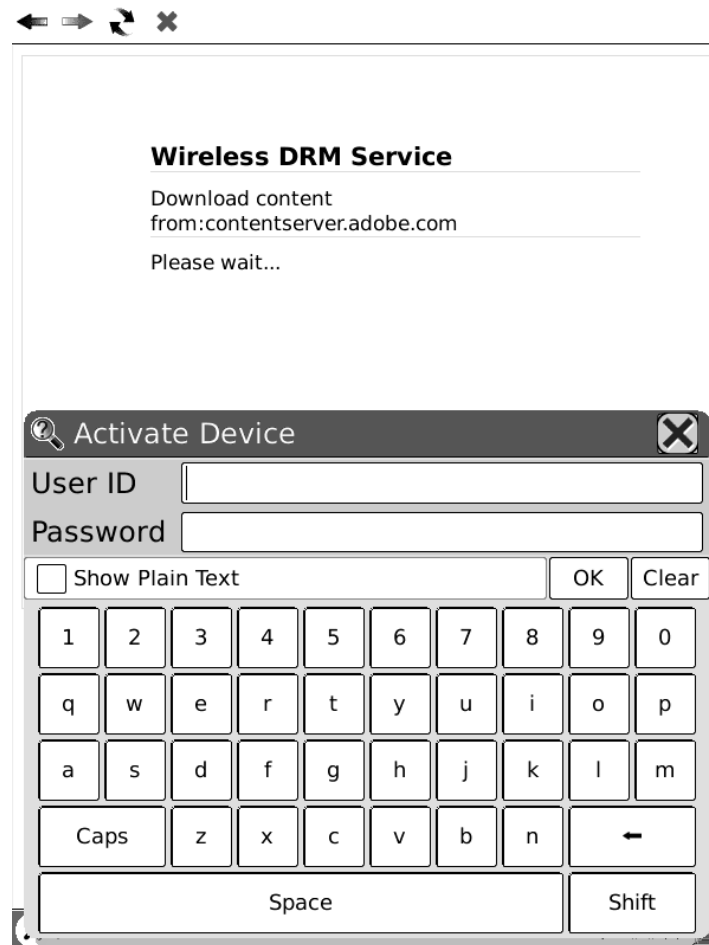 Wireless DRM Service
Download content
from:contentserver.adobe.com
Please wait...
Activate Device
User ID
Password
Show Plain Text OK Clear
1 2 3 4 5 6 7 8 9 0
q w e r t y u i o p
a s d f g h j k l m
Caps z x c v b n
Space Shift